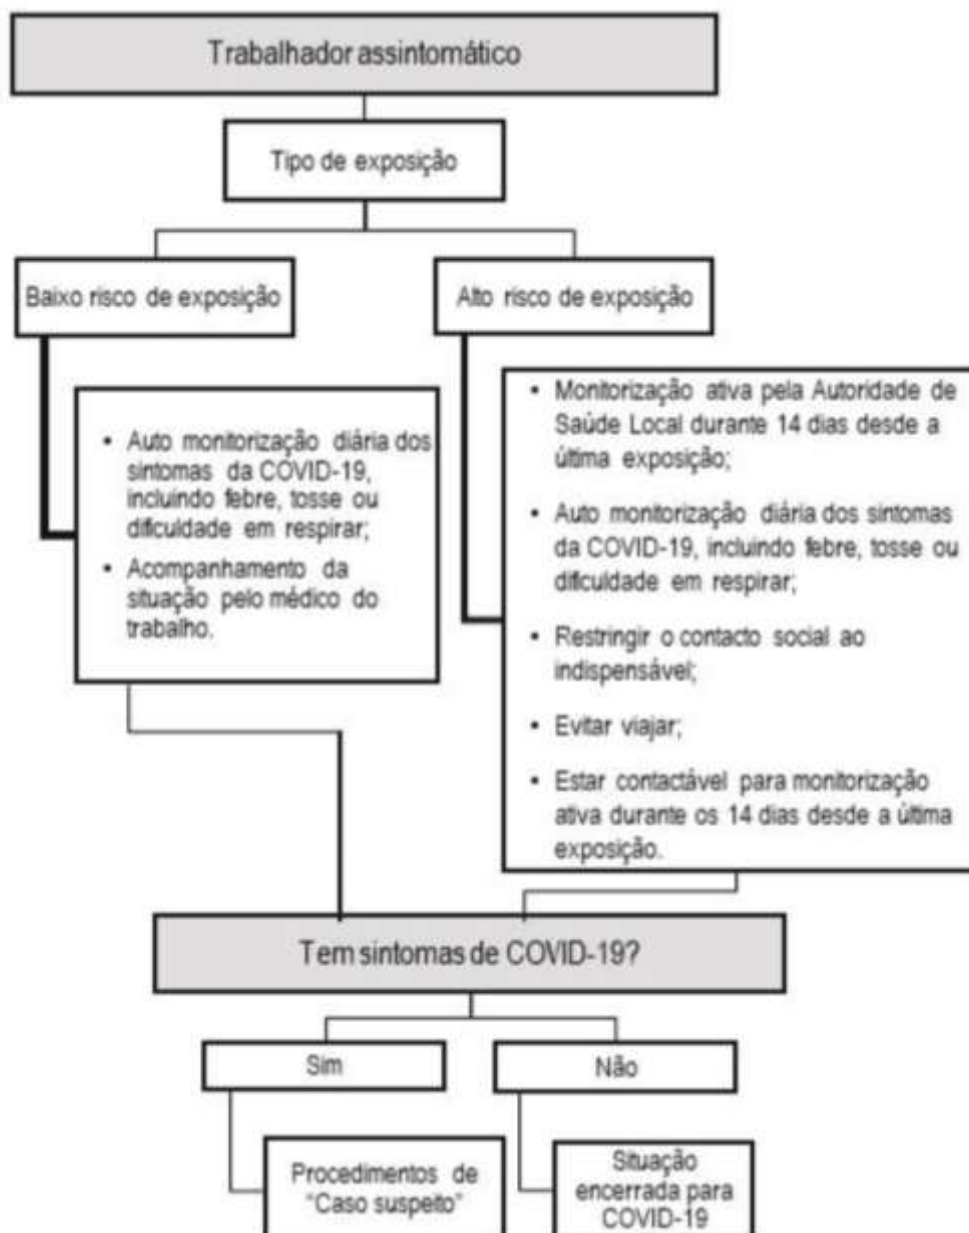 Trabalhador assintomático
Tipo de exposição
Baixo risco de exposição
Alto risco de exposição
• Auto monitorização diária dos
sintomas da COVID-19,
incluindo febre, tosse ou
dificuldade em respirar;
• Acompanhamento da
situação pelo médico do
trabalho.
• Monitorização ativa pela Autoridade de
Saúde Local durante 14 dias desde a
última exposição;
• Auto monitorização diária dos sintomas
da COVID-19, incluindo febre, tosse ou
dificuldade em respirar;
• Restringir o contacto social ao
indispensável;
• Evitar viajar;
• Estar contactável para monitorização
ativa durante os 14 dias desde a última
exposição.
Tem sintomas de COVID-19?
Sim
Não
Procedimentos de
“Caso suspeito”
Situação
encerrada para
COVID-19